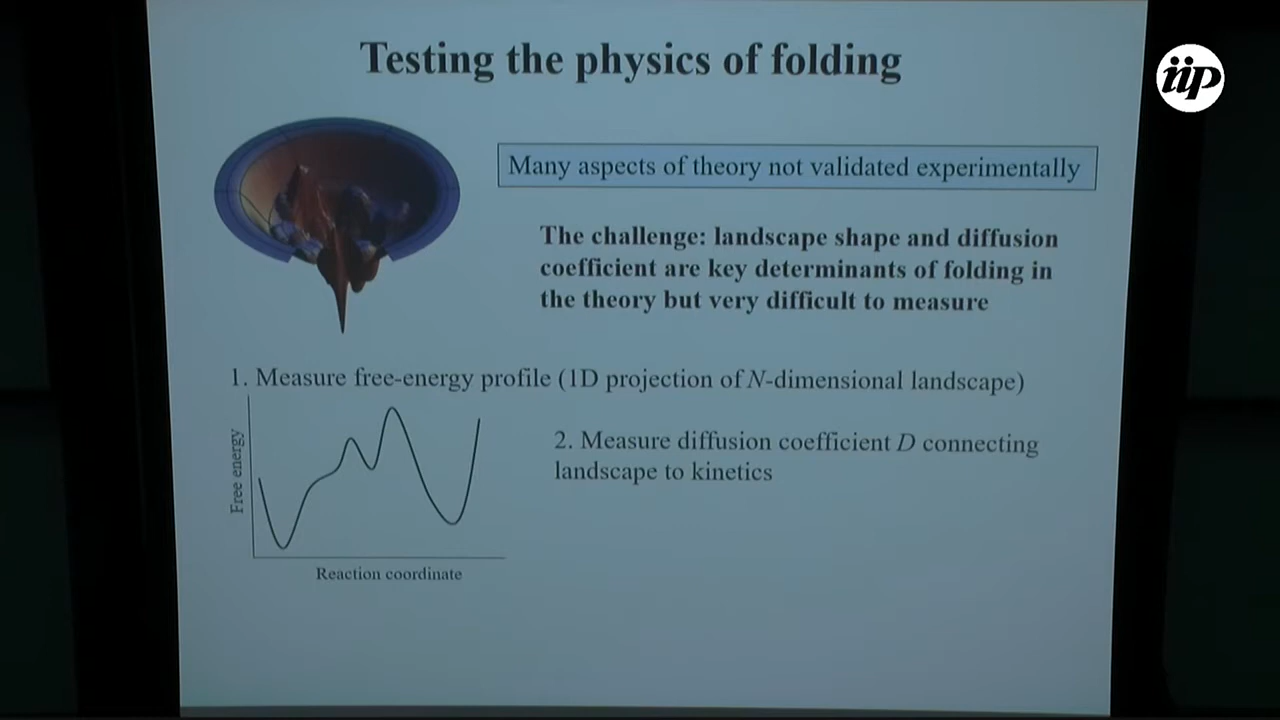 Testing the physics of folding
iip
Many aspects of theory not validated experimentally
The challenge: landscape shape and diffusion
coefficient are key determinants of folding in
the theory but very difficult to measure
1. Measure free-energy profile (1D projection of N-dimensional landscape)
Free energy
Reaction coordinate
2. Measure diffusion coefficient D connecting
landscape to kinetics